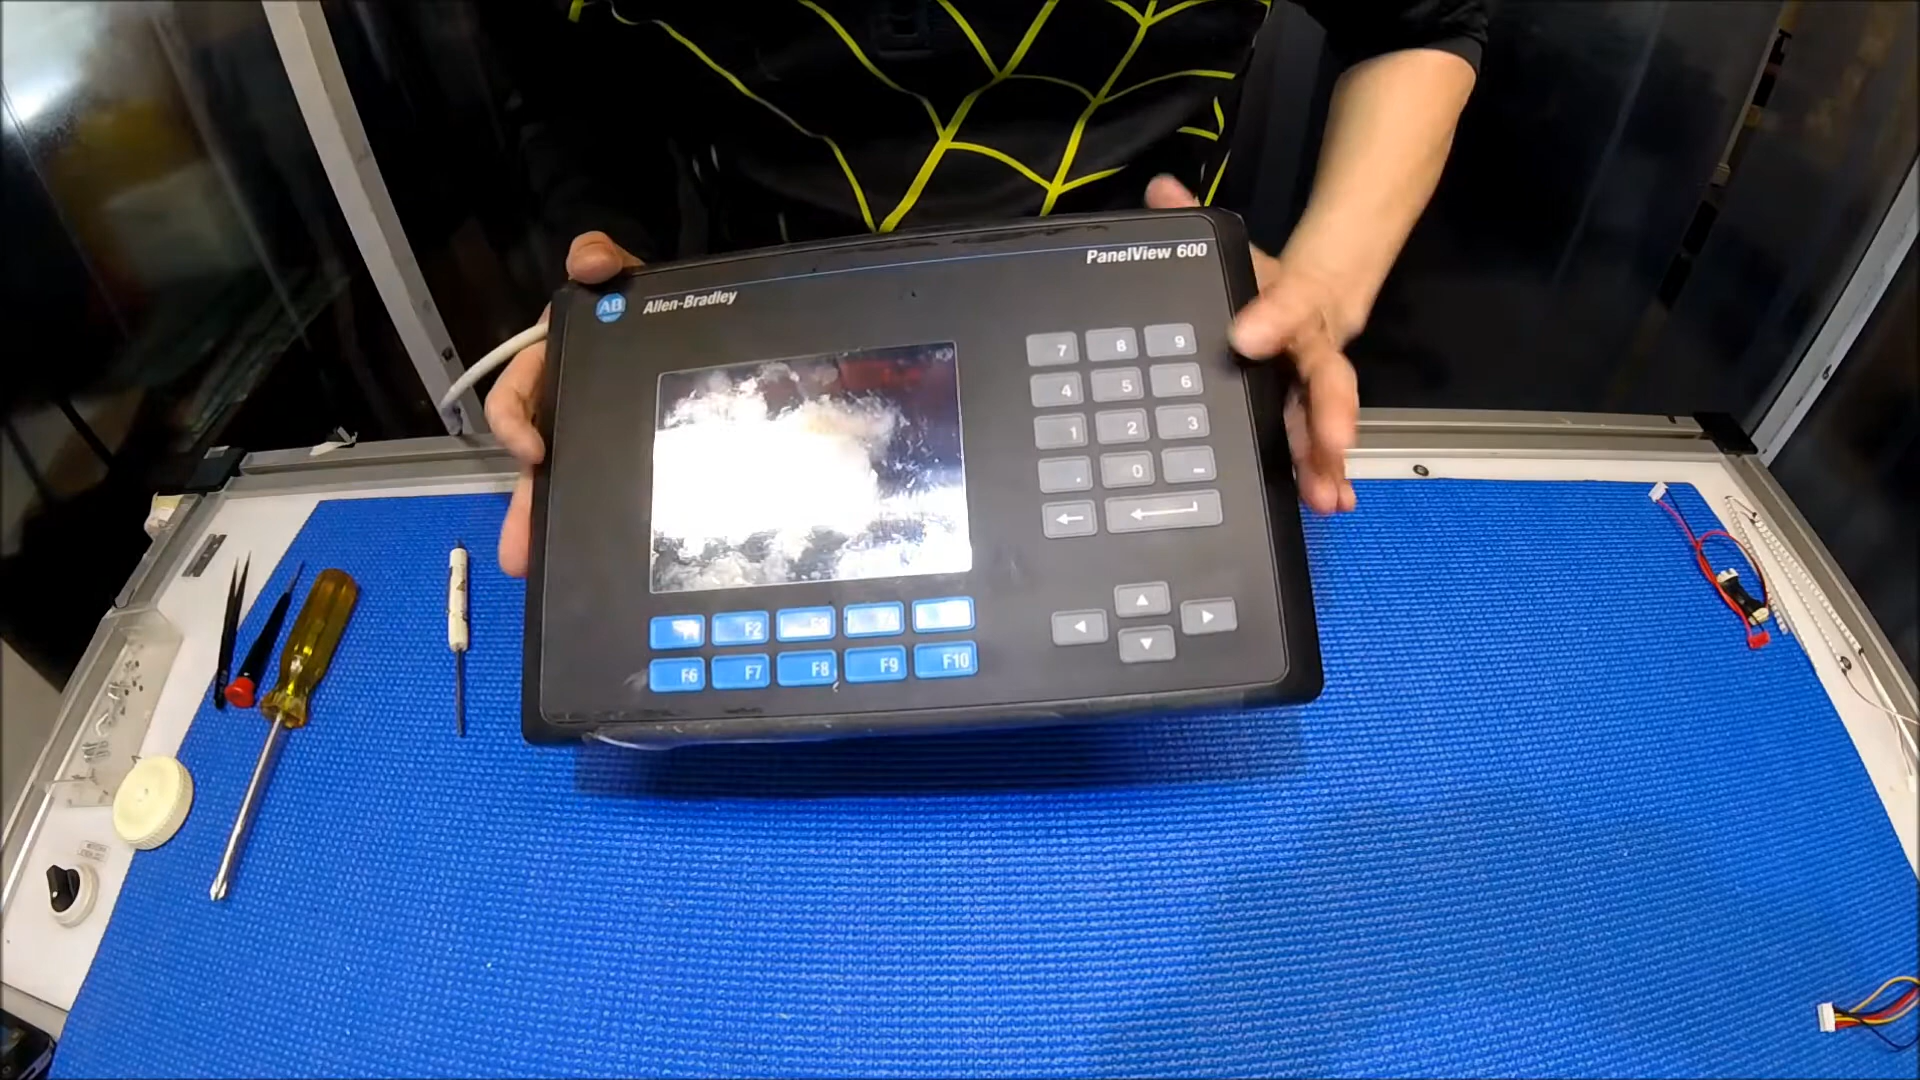 PanelView 600
AB Allen-Bradley
7 8 9
4 5 6
1 2 3
. 0 -
F2
F6 F7 F8 F9 F10